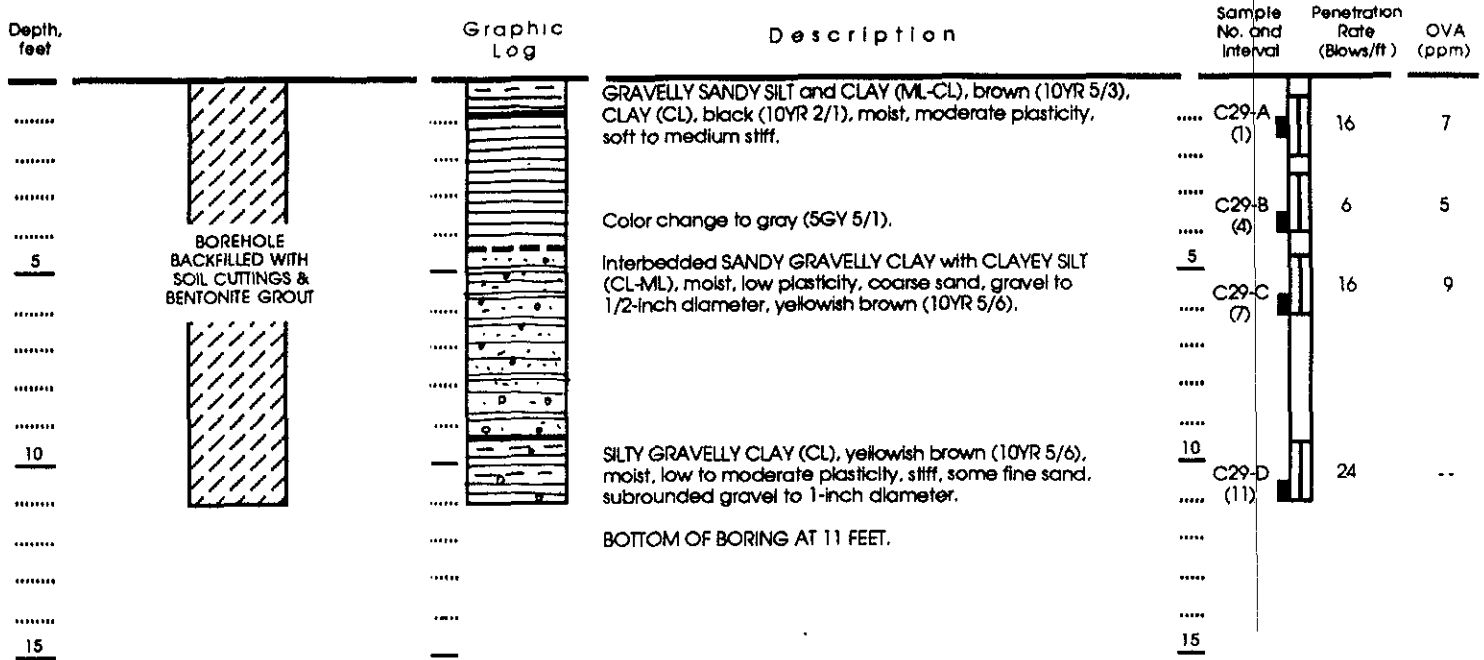 Depth, feet
Graphic Log
Description
Sample No. and Interval
Penetration Rate (Blows/ft)
OVA (ppm)
GRAVELLY SANDY SILT and CLAY (ML-CL), brown (10YR 5/3),
CLAY (CL), black (10YR 2/1), moist, moderate plasticity,
soft to medium stiff.
C29-A
(1)
16
7
Color change to gray (5GY 5/1).
C29-B
(4)
6
5
BOREHOLE
BACKFILLED WITH
SOIL CUTTINGS &
BENTONITE GROUT
5
5
Interbedded SANDY GRAVELLY CLAY with CLAYEY SILT
(CL-ML), moist, low plasticity, coarse sand, gravel to
1/2-inch diameter, yellowish brown (10YR 5/6).
C29-C
(7)
16
9
10
10
SILTY GRAVELLY CLAY (CL), yellowish brown (10YR 5/6),
moist, low to moderate plasticity, stiff, some fine sand,
subrounded gravel to 1-inch diameter.
C29-D
(11)
24
--
BOTTOM OF BORING AT 11 FEET.
15
15